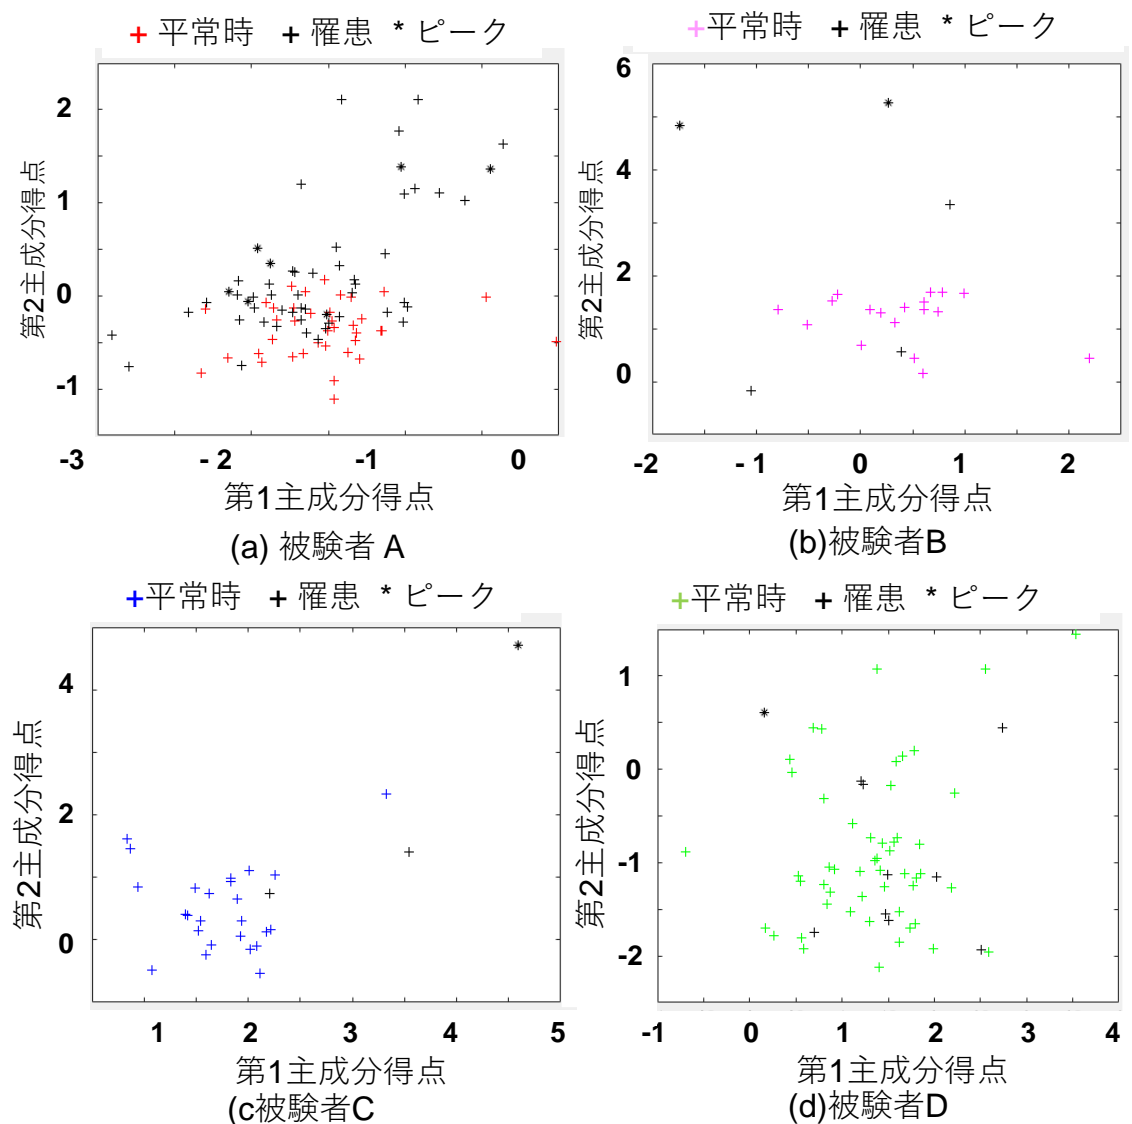 + 平常時 + 罹患 * ピーク
2
1
0
-1
第2主成分得点
-3 - 2 -1 0
第1主成分得点
(a) 被験者 A
+平常時 + 罹患 * ピーク
6
4
2
0
第2主成分得点
-2 - 1 0 1 2
第1主成分得点
(b)被験者B
+平常時 + 罹患 * ピーク
4
2
0
第2主成分得点
1 2 3 4 5
第1主成分得点
(c被験者C
+平常時 + 罹患 * ピーク
1
0
-1
-2
第2主成分得点
-1 0 1 2 3 4
第1主成分得点
(d)被験者D